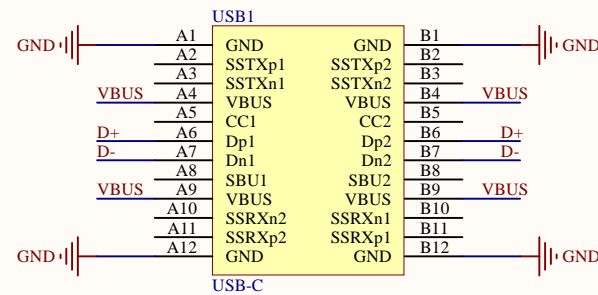 USB1
GND A1 GND GND B1 GND
A2 SSTXp1 SSTXp2 B2
A3 SSTXn1 SSTXn2 B3
VBUS A4 VBUS VBUS B4 VBUS
A5 CC1 CC2 B5
D+ A6 Dp1 Dp2 B6 D+
D- A7 Dn1 Dn2 B7 D-
A8 SBU1 SBU2 B8
VBUS A9 VBUS VBUS B9 VBUS
A10 SSRXn2 SSRXn1 B10
A11 SSRXp2 SSRXp1 B11
GND A12 GND GND B12 GND
USB-C